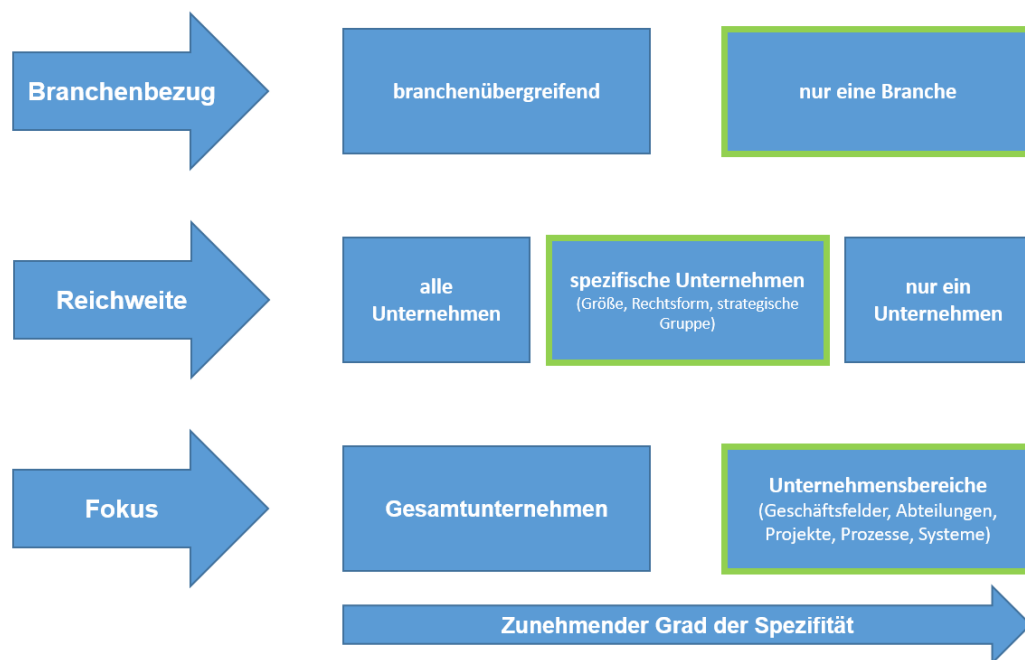 Branchenbezug
branchenübergreifend
nur eine Branche
Reichweite
alle
Unternehmen
spezifische Unternehmen
(Größe, Rechtsform, strategische
Gruppe)
nur ein
Unternehmen
Fokus
Gesamtunternehmen
Unternehmensbereiche
(Geschäftsfelder, Abteilungen,
Projekte, Prozesse, Systeme)
Zunehmender Grad der Spezifität